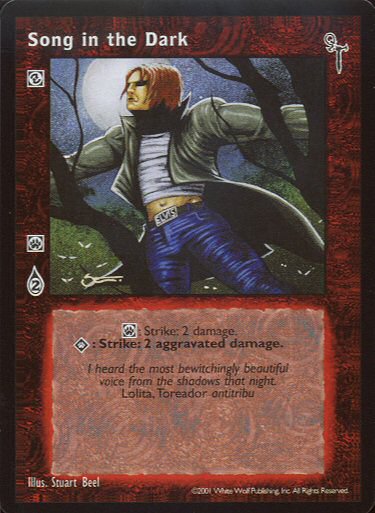 Song in the Dark
ELVIS
2
: Strike: 2 damage.
: Strike: 2 aggravated damage.
I heard the most bewitchingly beautiful
voice from the shadows that night.
Lolita, Toreador antitribu
Illus. Stuart Beel
©2001 White Wolf Publishing, Inc. All Rights Reserved.